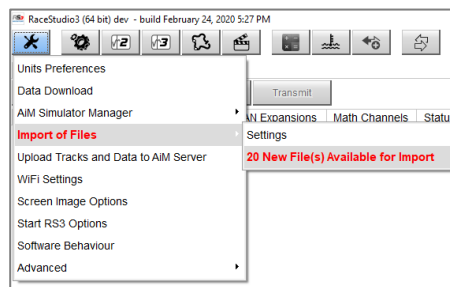 RaceStudio3 (64 bit) dev - build February 24, 2020 5:27 PM
Units Preferences
Data Download
Transmit
AiM Simulator Manager
AN Expansions Math Channels Statu
Import of Files
Settings
Upload Tracks and Data to AiM Server
20 New File(s) Available for Import
WiFi Settings
Screen Image Options
Start RS3 Options
Software Behaviour
Advanced